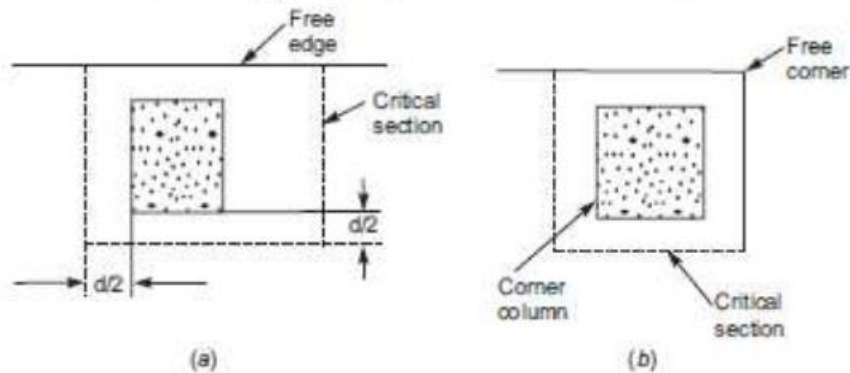 Free
edge
Critical
section
d/2
d/2
(a)
Free
corner
Corner
column
Critical
section
(b)